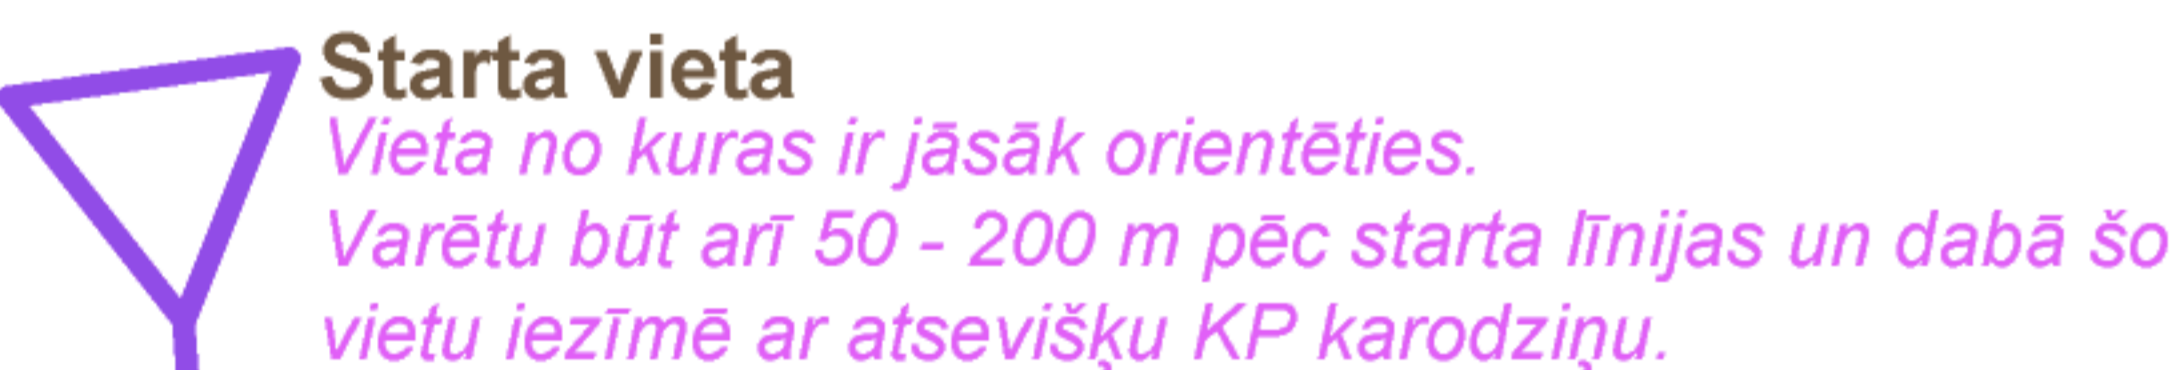 Starta vieta
Vieta no kuras ir jāsāk orientēties.
Varētu būt arī 50 - 200 m pēc starta līnijas un dabā šo
vietu iezīmē ar atsevišķu KP karodziņu.